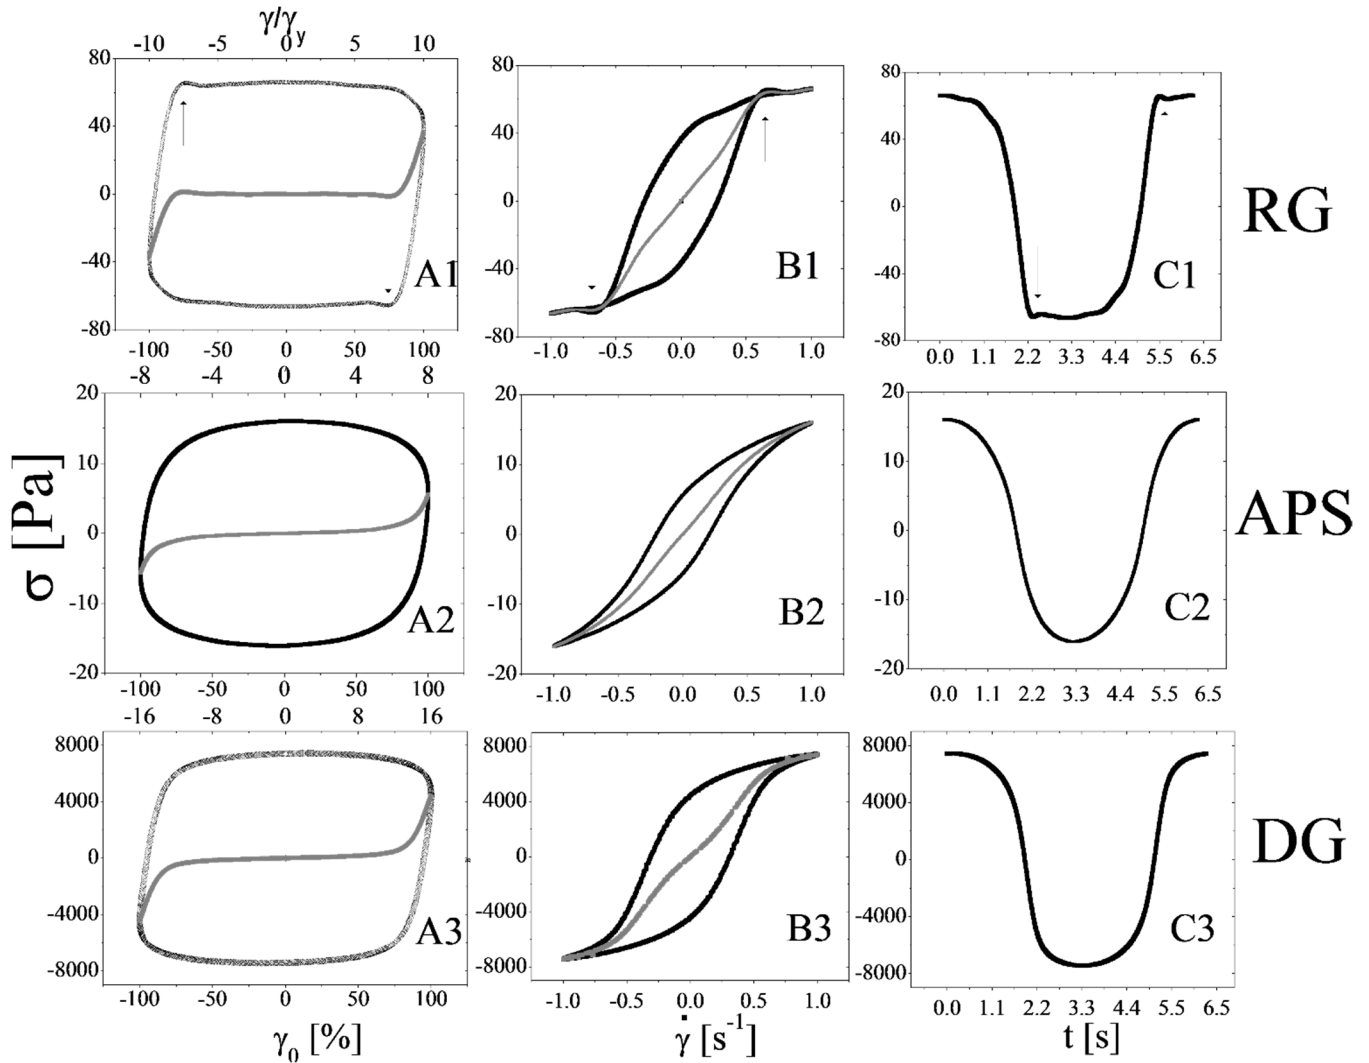 γ/γy
-10 -5 0 5 10
80
40
0
-40
-80
A1
-100 -50 0 50 100
80
40
0
-40
-80
B1
-1.0 -0.5 0.0 0.5 1.0
80
40
0
-40
-80
C1
0.0 1.1 2.2 3.3 4.4 5.5 6.5
RG
-8 -4 0 4 8
20
10
0
-10
-20
A2
-100 -50 0 50 100
σ [Pa]
20
10
0
-10
-20
B2
-1.0 -0.5 0.0 0.5 1.0
20
10
0
-10
-20
C2
0.0 1.1 2.2 3.3 4.4 5.5 6.5
APS
-16 -8 0 8 16
8000
4000
0
-4000
-8000
A3
-100 -50 0 50 100
γ₀ [%]
8000
4000
0
-4000
-8000
B3
-1.0 -0.5 0.0 0.5 1.0
γ̇ [s⁻¹]
8000
4000
0
-4000
-8000
C3
0.0 1.1 2.2 3.3 4.4 5.5 6.5
t [s]
DG